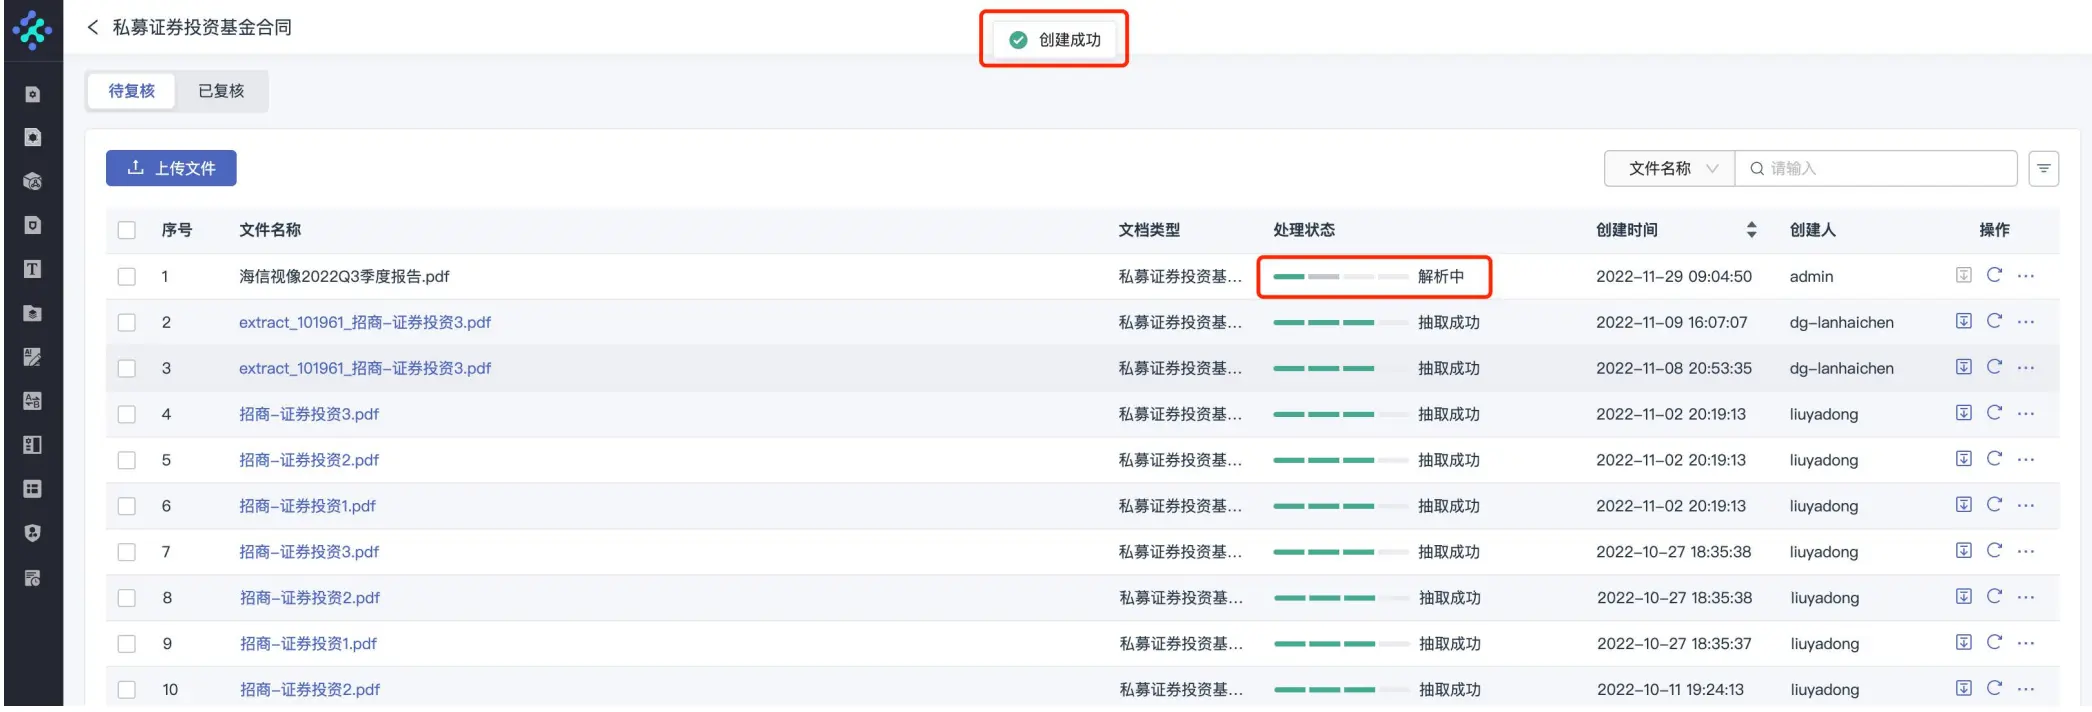 私募证券投资基金合同
创建成功
待复核 已复核
上传文件 文件名称 请输入
序号 文件名称 文档类型 处理状态 创建时间 创建人 操作
1 海信视像2022Q3季度报告.pdf 私募证券投资基... 解析中 2022-11-29 09:04:50 admin
2 extract_101961_招商-证券投资3.pdf 私募证券投资基... 抽取成功 2022-11-09 16:07:07 dg-lanhaichen
3 extract_101961_招商-证券投资3.pdf 私募证券投资基... 抽取成功 2022-11-08 20:53:35 dg-lanhaichen
4 招商-证券投资3.pdf 私募证券投资基... 抽取成功 2022-11-02 20:19:13 liuyadong
5 招商-证券投资2.pdf 私募证券投资基... 抽取成功 2022-11-02 20:19:13 liuyadong
6 招商-证券投资1.pdf 私募证券投资基... 抽取成功 2022-11-02 20:19:13 liuyadong
7 招商-证券投资3.pdf 私募证券投资基... 抽取成功 2022-10-27 18:35:38 liuyadong
8 招商-证券投资2.pdf 私募证券投资基... 抽取成功 2022-10-27 18:35:38 liuyadong
9 招商-证券投资1.pdf 私募证券投资基... 抽取成功 2022-10-27 18:35:37 liuyadong
10 招商-证券投资2.pdf 私募证券投资基... 抽取成功 2022-10-11 19:24:13 liuyadong